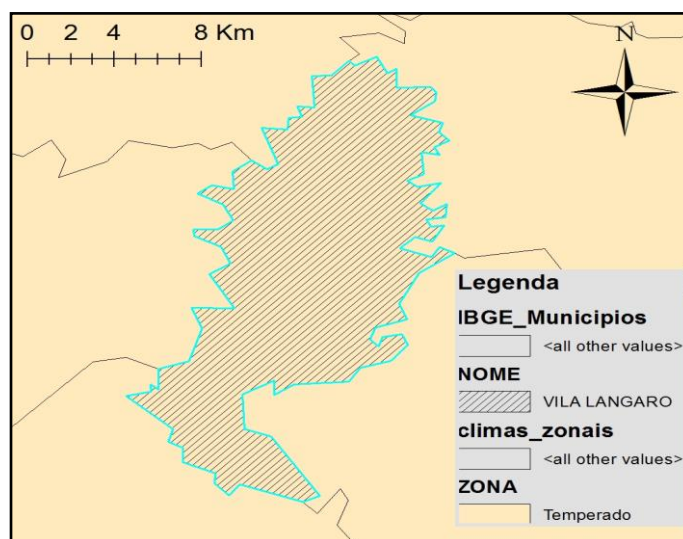 0 2 4 8 Km
N
Legenda
IBGE_Municipios
<all other values>
NOME
VILA LANGARO
climas_zonais
<all other values>
ZONA
Temperado